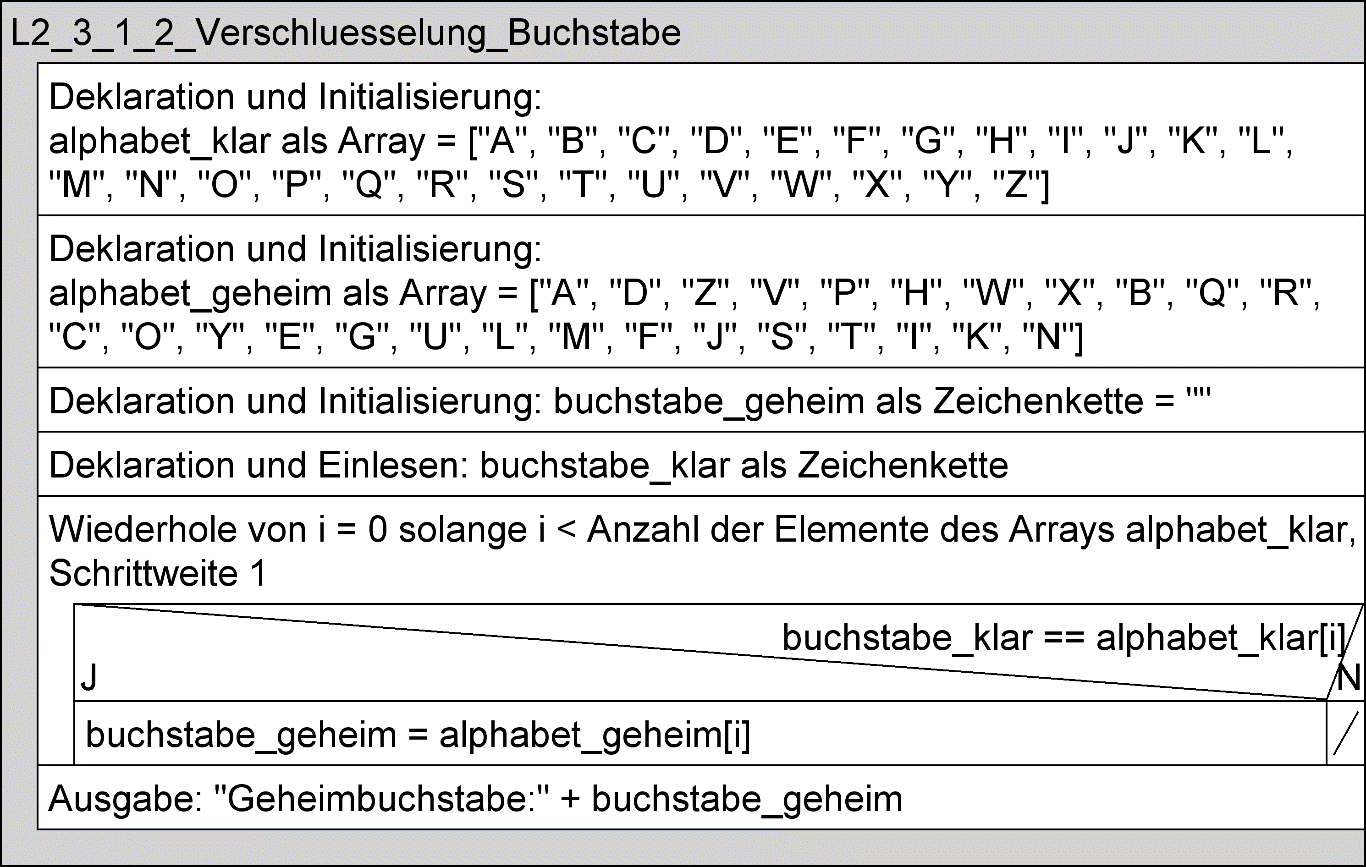 L2_3_1_2_Verschluesselung_Buchstabe
Deklaration und Initialisierung:
alphabet_klar als Array = ["A", "B", "C", "D", "E", "F", "G", "H", "I", "J", "K", "L",
"M", "N", "O", "P", "Q", "R", "S", "T", "U", "V", "W", "X", "Y", "Z"]
Deklaration und Initialisierung:
alphabet_geheim als Array = ["A", "D", "Z", "V", "P", "H", "W", "X", "B", "Q", "R",
"C", "O", "Y", "E", "G", "U", "L", "M", "F", "J", "S", "T", "I", "K", "N"]
Deklaration und Initialisierung: buchstabe_geheim als Zeichenkette = ""
Deklaration und Einlesen: buchstabe_klar als Zeichenkette
Wiederhole von i = 0 solange i < Anzahl der Elemente des Arrays alphabet_klar,
Schrittweite 1
buchstabe_klar == alphabet_klar[i]
J N
buchstabe_geheim = alphabet_geheim[i]
Ausgabe: "Geheimbuchstabe:" + buchstabe_geheim